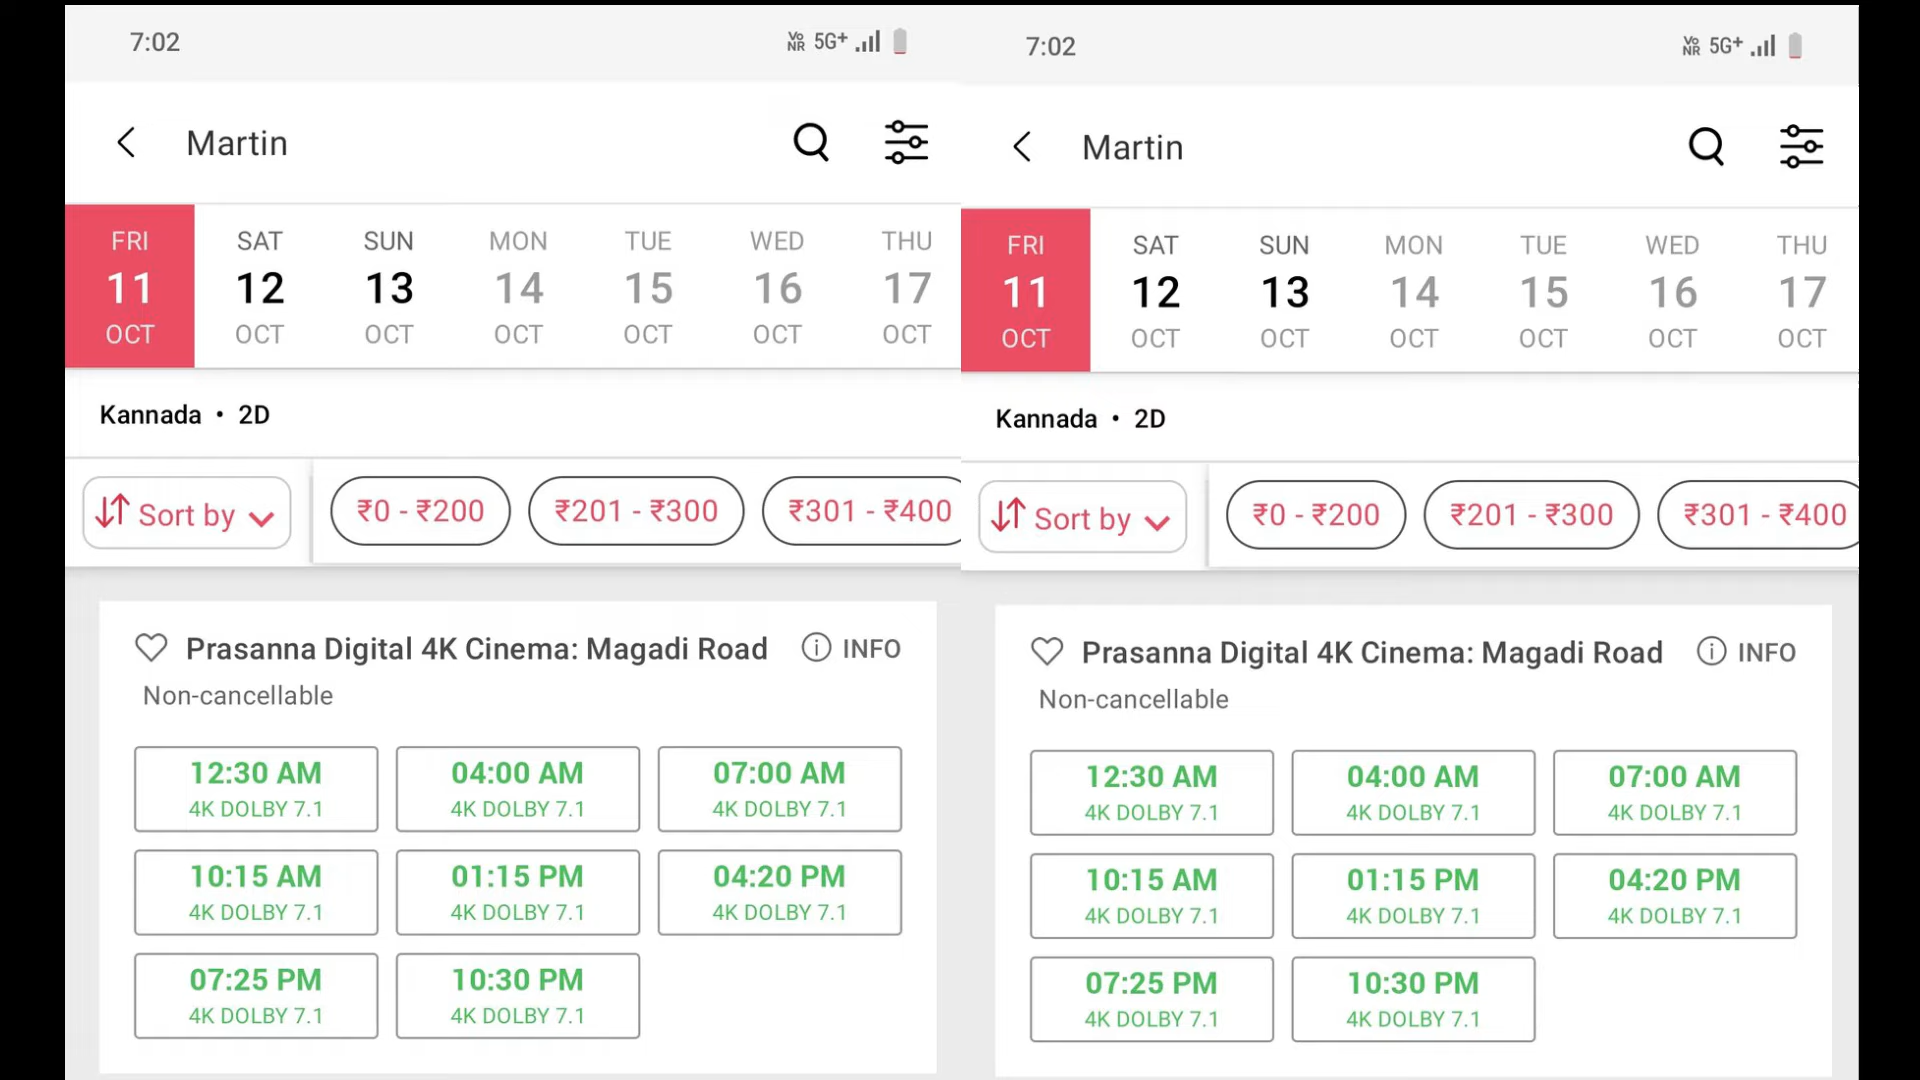 7:02
Vo NR 5G+
Martin
FRI SAT SUN MON TUE WED THU
11 12 13 14 15 16 17
OCT OCT OCT OCT OCT OCT OCT
Kannada • 2D
Sort by ₹0 - ₹200 ₹201 - ₹300 ₹301 - ₹400
Prasanna Digital 4K Cinema: Magadi Road INFO
Non-cancellable
12:30 AM 04:00 AM 07:00 AM
4K DOLBY 7.1 4K DOLBY 7.1 4K DOLBY 7.1
10:15 AM 01:15 PM 04:20 PM
4K DOLBY 7.1 4K DOLBY 7.1 4K DOLBY 7.1
07:25 PM 10:30 PM
4K DOLBY 7.1 4K DOLBY 7.1
7:02
Vo NR 5G+
Martin
FRI SAT SUN MON TUE WED THU
11 12 13 14 15 16 17
OCT OCT OCT OCT OCT OCT OCT
Kannada • 2D
Sort by ₹0 - ₹200 ₹201 - ₹300 ₹301 - ₹400
Prasanna Digital 4K Cinema: Magadi Road INFO
Non-cancellable
12:30 AM 04:00 AM 07:00 AM
4K DOLBY 7.1 4K DOLBY 7.1 4K DOLBY 7.1
10:15 AM 01:15 PM 04:20 PM
4K DOLBY 7.1 4K DOLBY 7.1 4K DOLBY 7.1
07:25 PM 10:30 PM
4K DOLBY 7.1 4K DOLBY 7.1